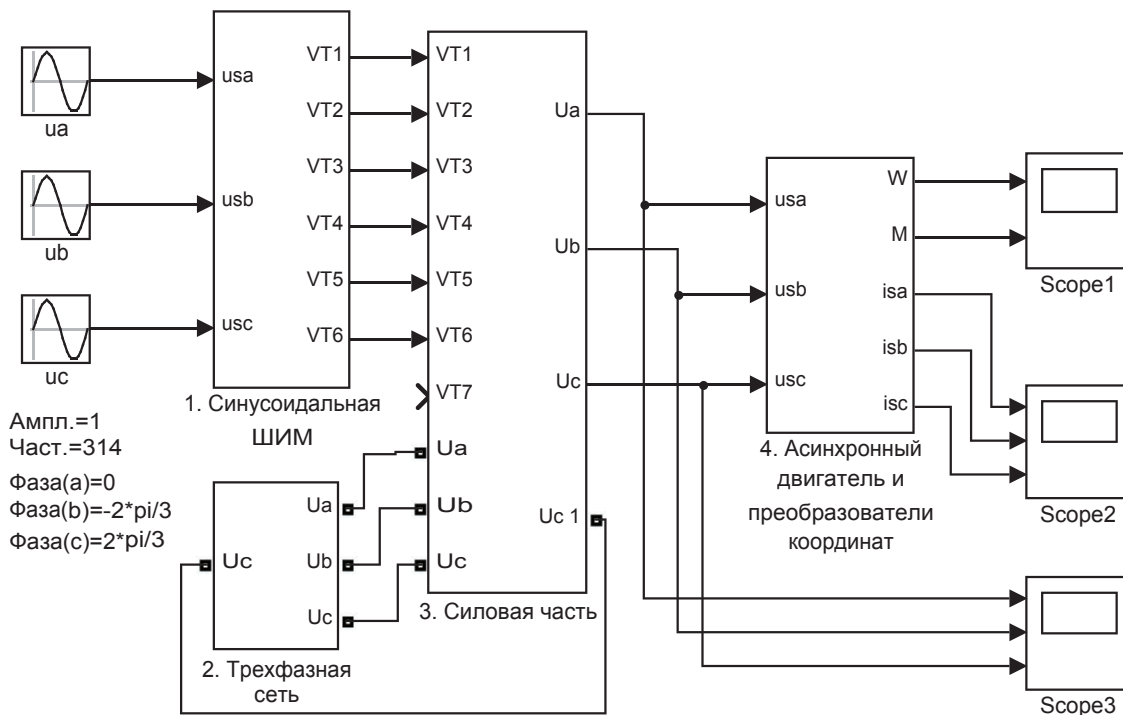 ua
ub
uc
Ампл.=1
Част.=314
Фаза(a)=0
Фаза(b)=-2*pi/3
Фаза(c)=2*pi/3
usa
usb
usc
VT1
VT2
VT3
VT4
VT5
VT6
1. Синусоидальная
ШИМ
Uc
Ua
Ub
Uc
2. Трехфазная
сеть
VT1
VT2
VT3
VT4
VT5
VT6
VT7
Ua
Ub
Uc
Ua
Ub
Uc
Uc 1
3. Силовая часть
usa
usb
usc
W
M
isa
isb
isc
4. Асинхронный
двигатель и
преобразователи
координат
Scope1
Scope2
Scope3